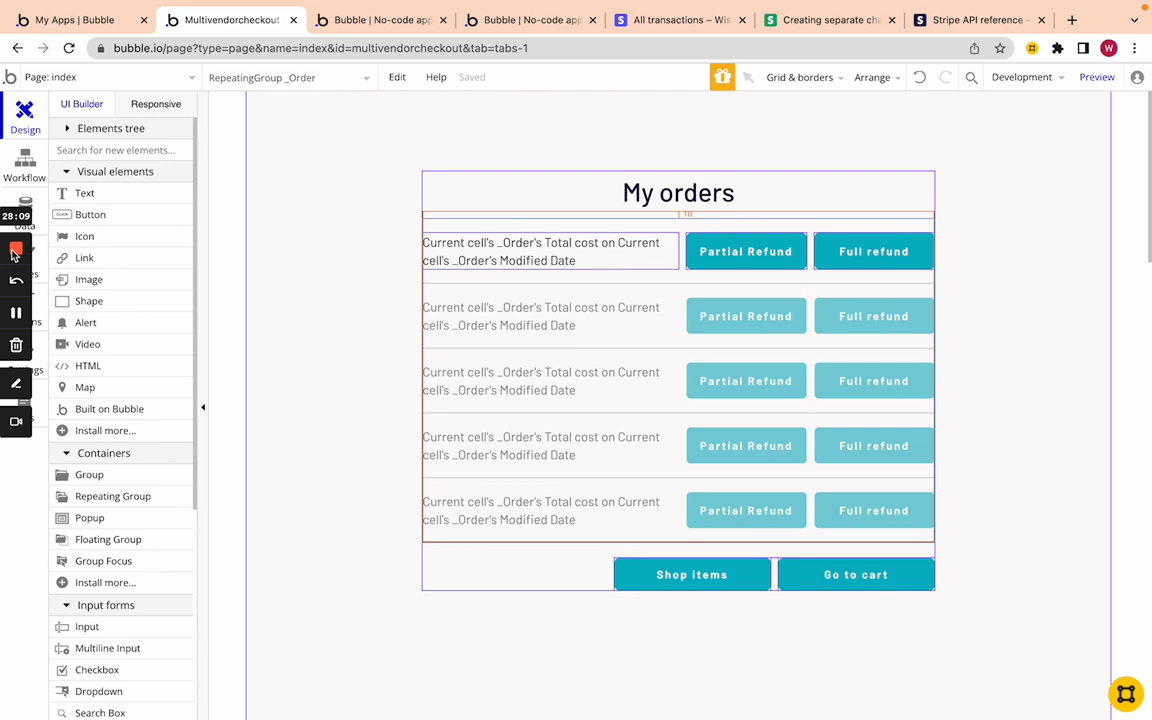 My Apps | Bubble
Multivendorcheckout
Bubble | No-code app
Bubble | No-code app
All transactions – Wis
Creating separate cha
Stripe API reference –
bubble.io/page?type=page&name=index&id=multivendorcheckout&tab=tabs-1
W
Page: index
RepeatingGroup _Order
Edit
Help
Saved
Grid & borders
Arrange
Development
Preview
Design
Workflow
28:09
UI Builder
Responsive
Elements tree
Search for new elements...
Visual elements
Text
CLICK
Button
Icon
Link
Image
Shape
Alert
Video
HTML
Map
Built on Bubble
Install more...
Containers
Group
Repeating Group
Popup
Floating Group
Group Focus
Install more...
Input forms
Input
Multiline Input
Checkbox
Dropdown
Search Box
My orders
10
Current cell's _Order's Total cost on Current
cell's _Order's Modified Date
Partial Refund
Full refund
Current cell's _Order's Total cost on Current
cell's _Order's Modified Date
Partial Refund
Full refund
Current cell's _Order's Total cost on Current
cell's _Order's Modified Date
Partial Refund
Full refund
Current cell's _Order's Total cost on Current
cell's _Order's Modified Date
Partial Refund
Full refund
Current cell's _Order's Total cost on Current
cell's _Order's Modified Date
Partial Refund
Full refund
Shop items
Go to cart